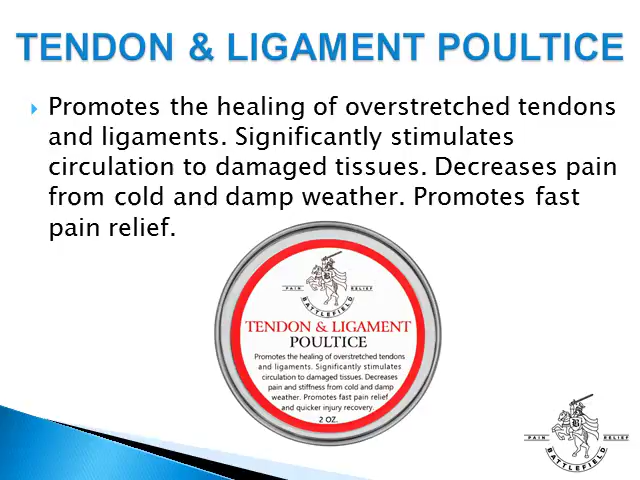 TENDON & LIGAMENT POULTICE
Promotes the healing of overstretched tendons
and ligaments. Significantly stimulates
circulation to damaged tissues. Decreases pain
from cold and damp weather. Promotes fast
pain relief.
PAIN RELIEF
BATTLEFIELD
TENDON & LIGAMENT
POULTICE
Promotes the healing of overstretched tendons
and ligaments. Significantly stimulates
circulation to damaged tissues. Decreases
pain and stiffness from cold and damp
weather. Promotes fast pain relief
and quicker injury recovery.
2 OZ.
B
PAIN RELIEF
BATTLEFIELD